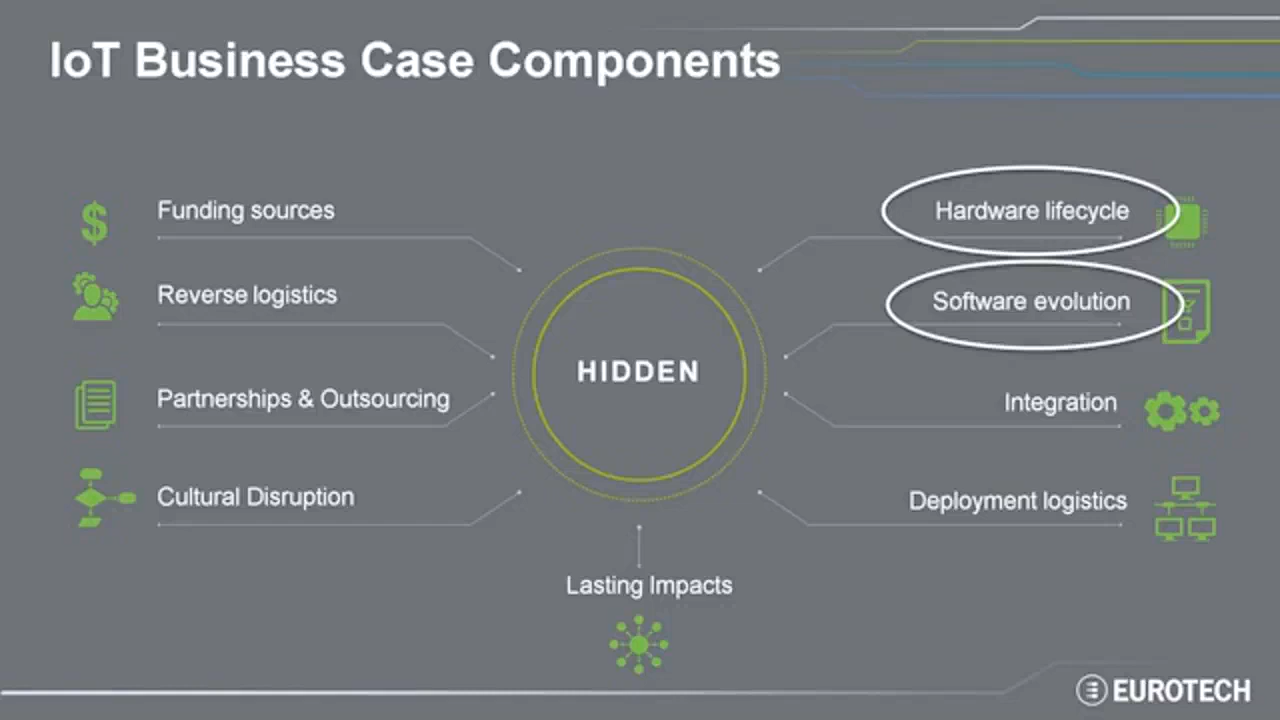 IoT Business Case Components
Funding sources
Reverse logistics
Partnerships & Outsourcing
Cultural Disruption
HIDDEN
Hardware lifecycle
Software evolution
Integration
Deployment logistics
Lasting Impacts
EUROTECH